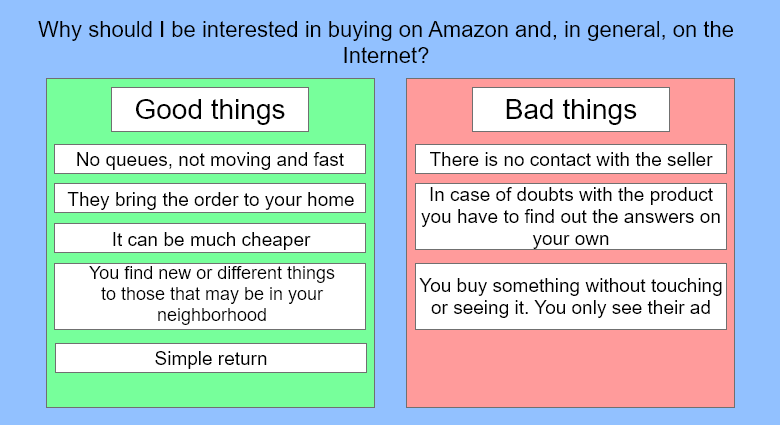 Why should I be interested in buying on Amazon and, in general, on the
Internet?
Good things
No queues, not moving and fast
They bring the order to your home
It can be much cheaper
You find new or different things
to those that may be in your
neighborhood
Simple return
Bad things
There is no contact with the seller
In case of doubts with the product
you have to find out the answers on
your own
You buy something without touching
or seeing it. You only see their ad